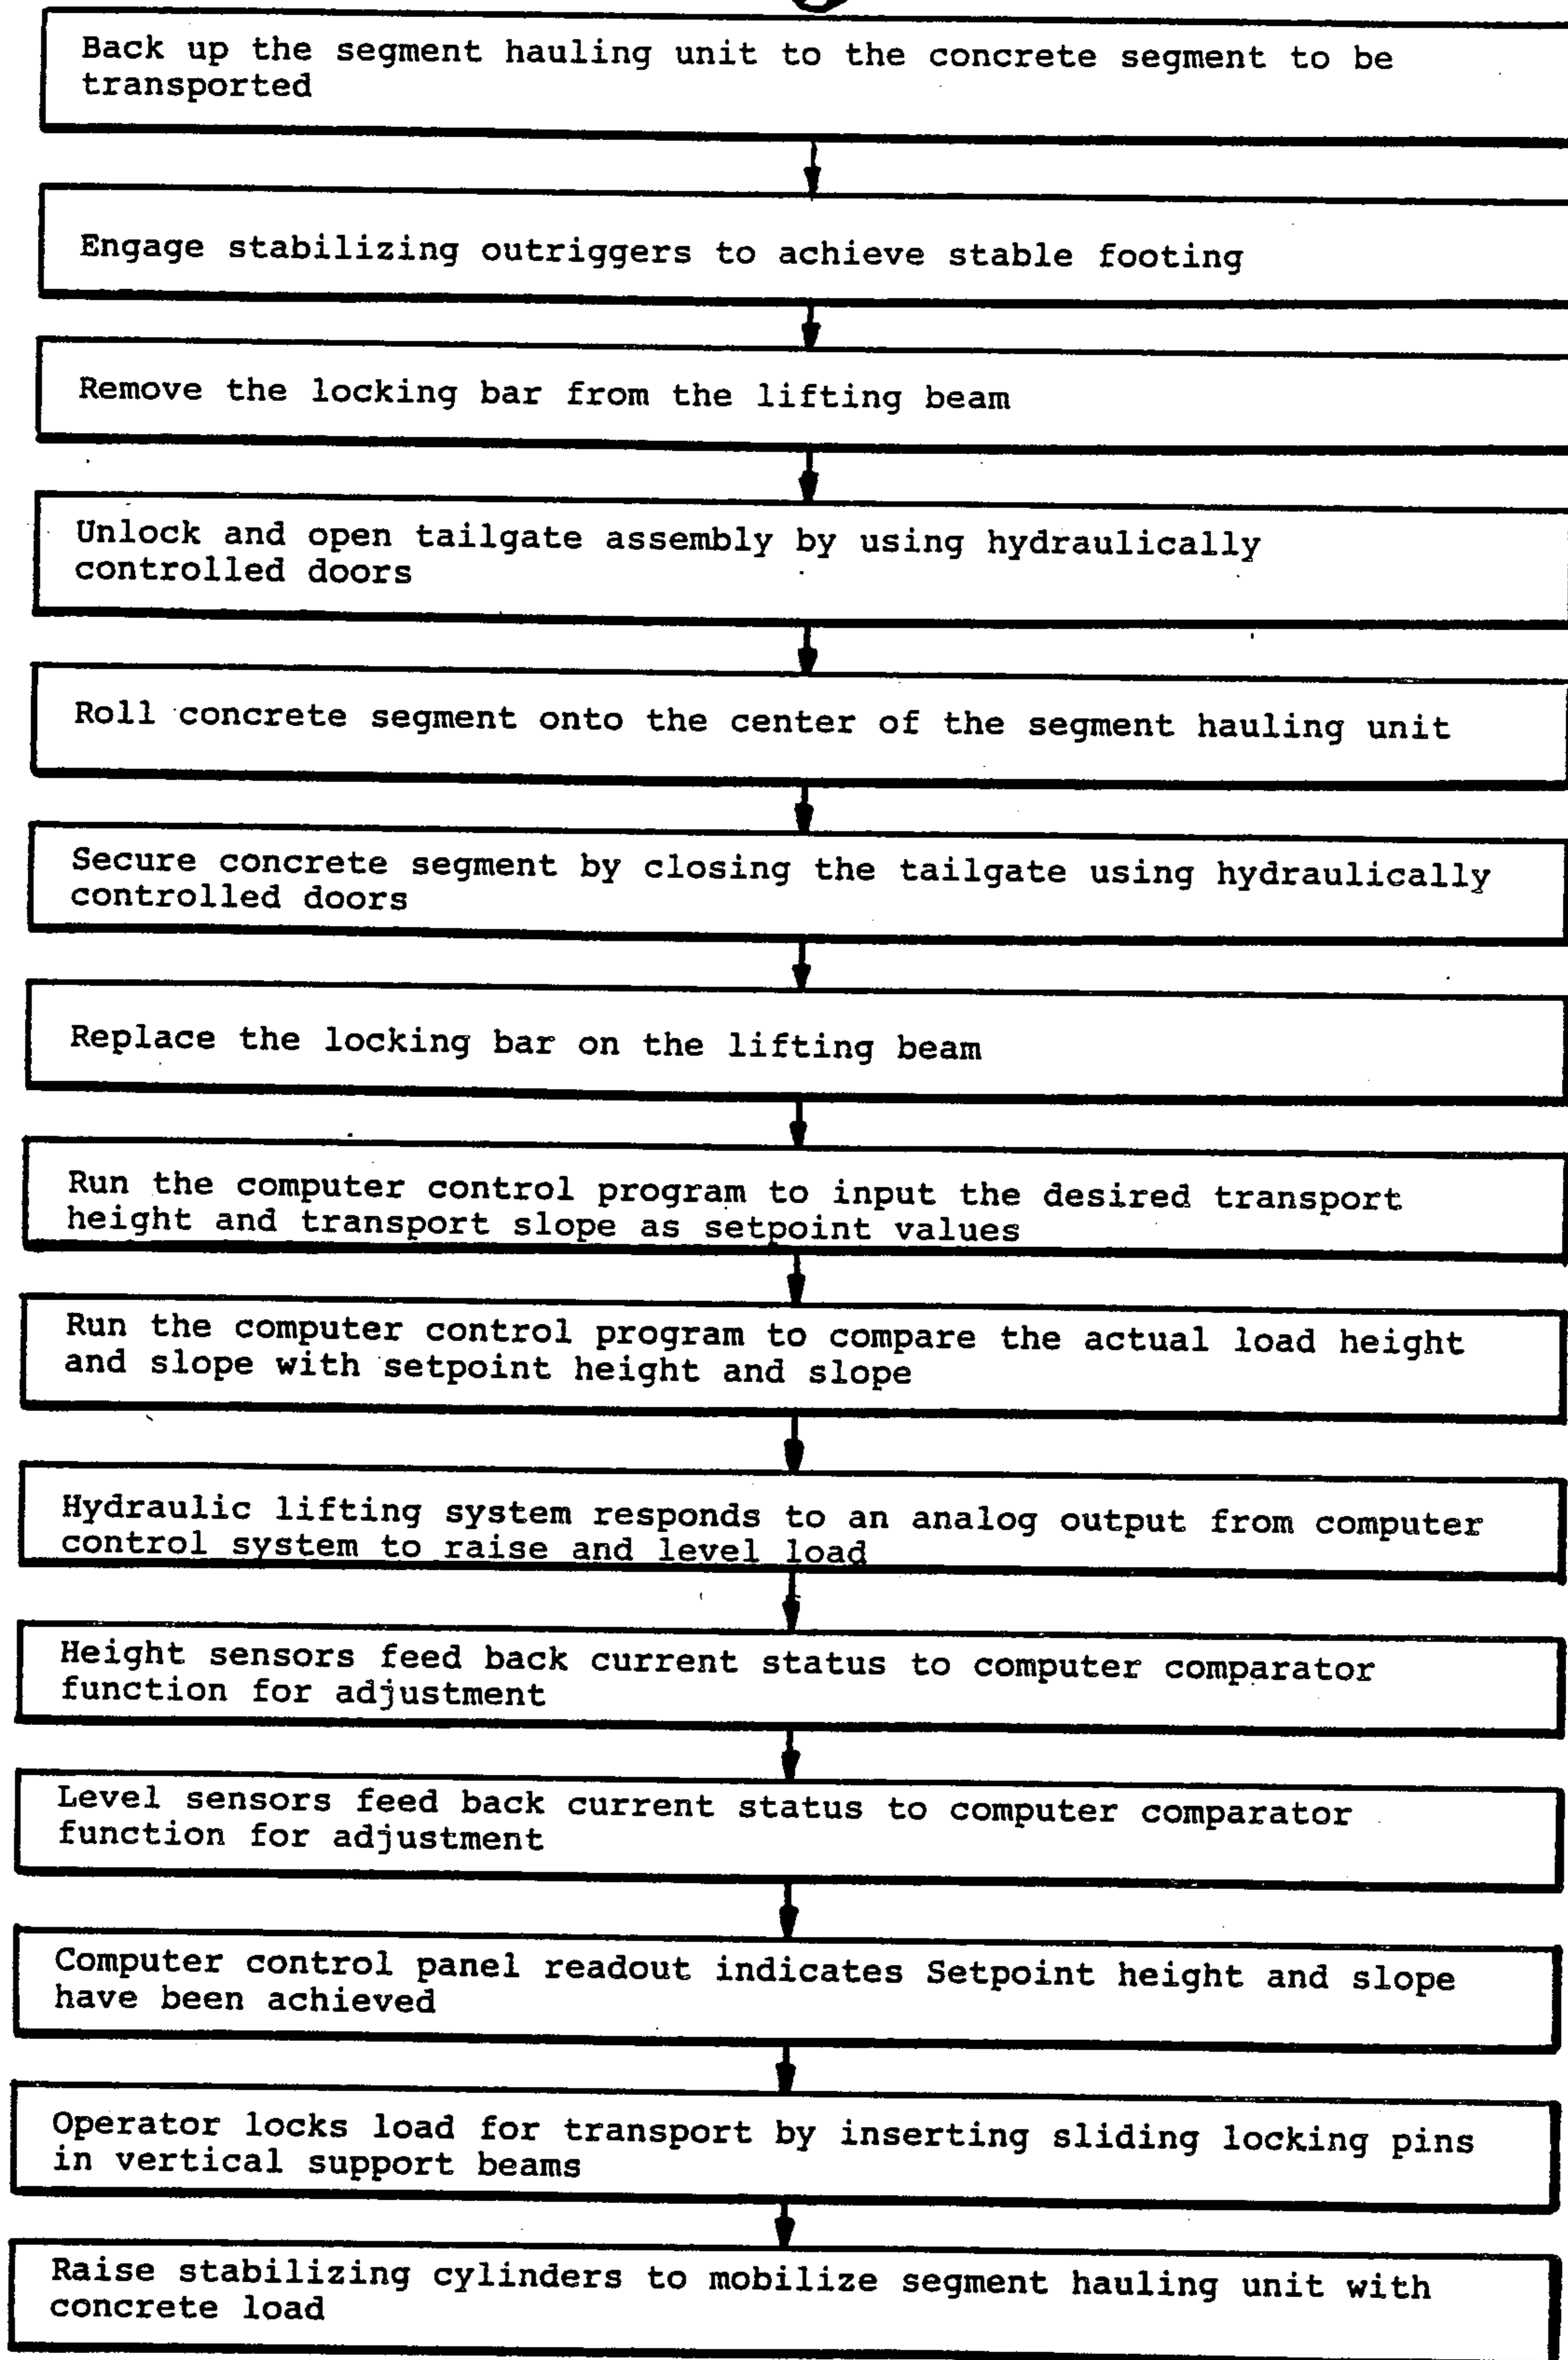 Back up the segment hauling unit to the concrete segment to be
transported
Engage stabilizing outriggers to achieve stable footing
Remove the locking bar from the lifting beam
Unlock and open tailgate assembly by using hydraulically
controlled doors
Roll concrete segment onto the center of the segment hauling unit
Secure concrete segment by closing the tailgate using hydraulically
controlled doors
Replace the locking bar on the lifting beam
Run the computer control program to input the desired transport
height and transport slope as setpoint values
Run the computer control program to compare the actual load height
and slope with setpoint height and slope
Hydraulic lifting system responds to an analog output from computer
control system to raise and level load
Height sensors feed back current status to computer comparator
function for adjustment
Level sensors feed back current status to computer comparator
function for adjustment
Computer control panel readout indicates Setpoint height and slope
have been achieved
Operator locks load for transport by inserting sliding locking pins
in vertical support beams
Raise stabilizing cylinders to mobilize segment hauling unit with
concrete load